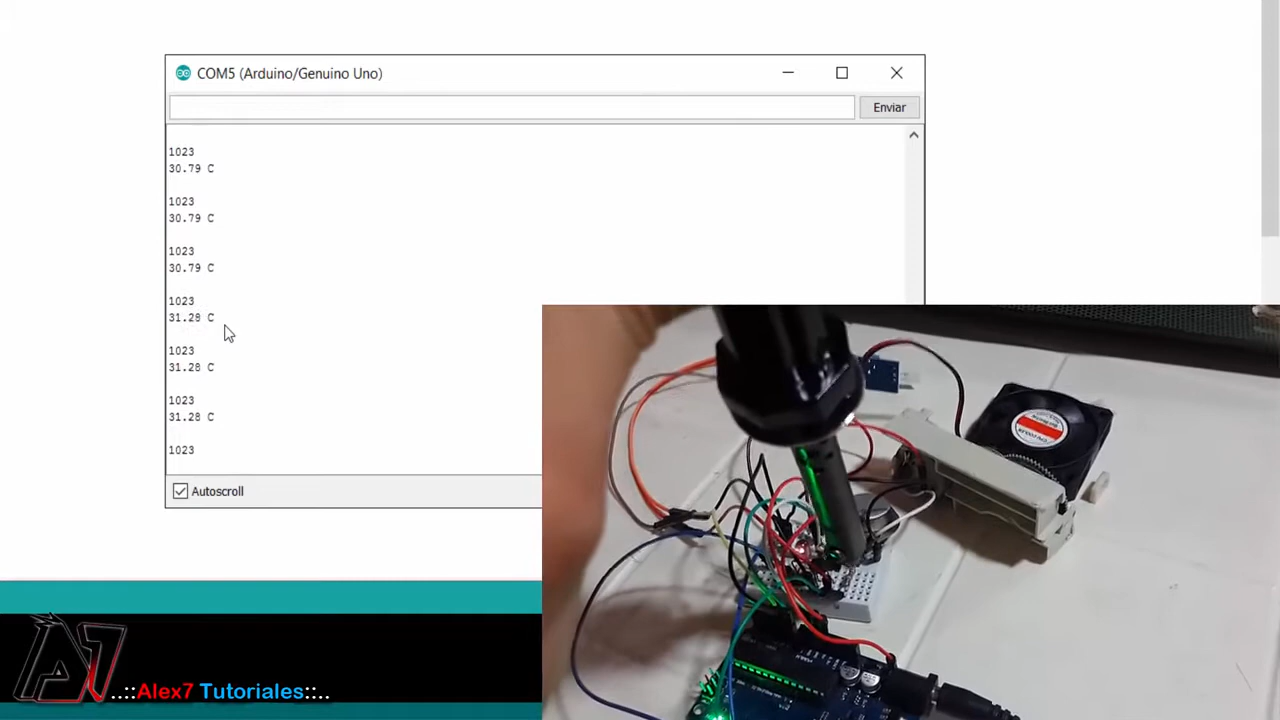 COM5 (Arduino/Genuino Uno)
Enviar
1023
30.79 C
1023
30.79 C
1023
30.79 C
1023
31.28 C
1023
31.28 C
1023
31.28 C
1023
Autoscroll
A7
..::Alex7 Tutoriales::..